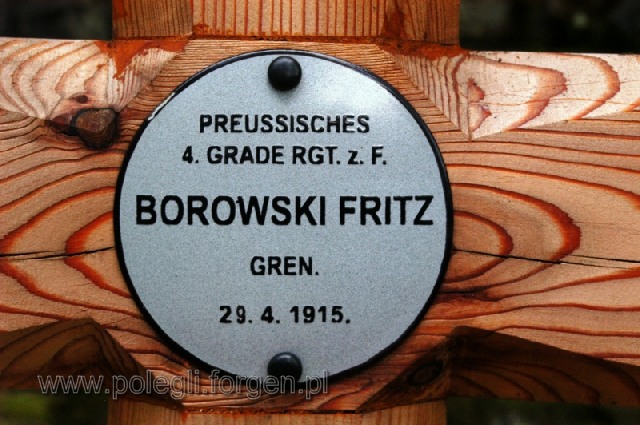 PREUSSISCHES
4. GRADE RGT. z. F.
BOROWSKI FRITZ
GREN.
29. 4. 1915.
www.polegli.forgen.pl